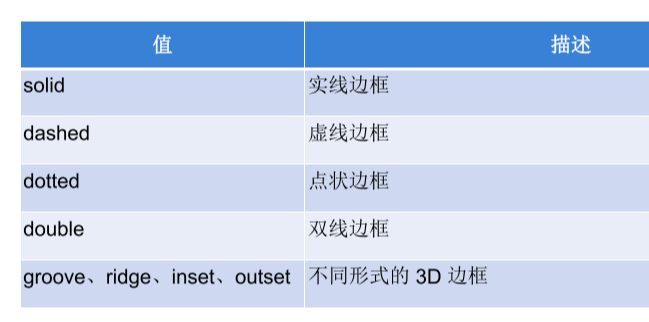 值 描述
solid 实线边框
dashed 虚线边框
dotted 点状边框
double 双线边框
groove、ridge、inset、outset 不同形式的 3D 边框